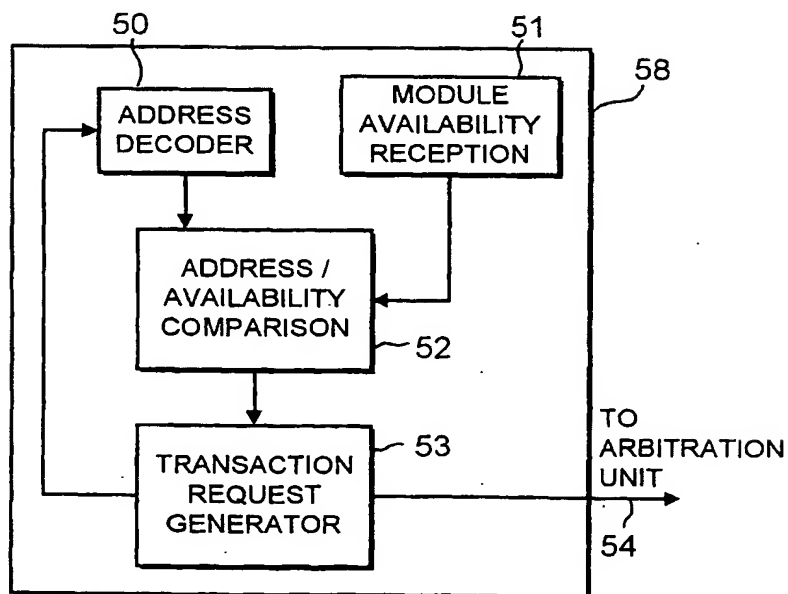 50
51
58
ADDRESS
DECODER
MODULE
AVAILABILITY
RECEPTION
ADDRESS /
AVAILABILITY
COMPARISON
52
53
TRANSACTION
REQUEST
GENERATOR
TO
ARBITRATION
UNIT
54